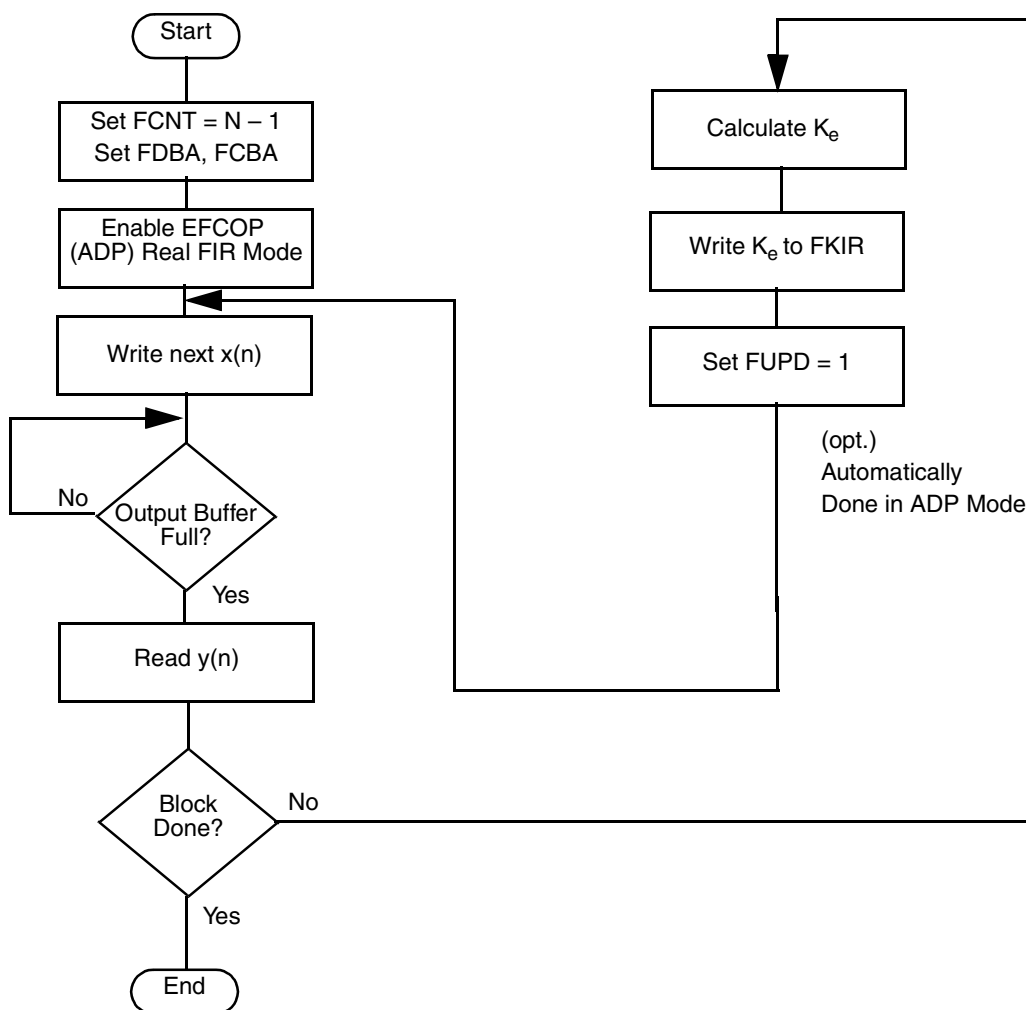 Start
Set FCNT = N – 1
Set FDBA, FCBA
Enable EFCOP
(ADP) Real FIR Mode
Write next x(n)
No
Output Buffer
Full?
Yes
Read y(n)
Block
Done?
No
Yes
End
Calculate Ke
Write Ke to FKIR
Set FUPD = 1
(opt.)
Automatically
Done in ADP Mode